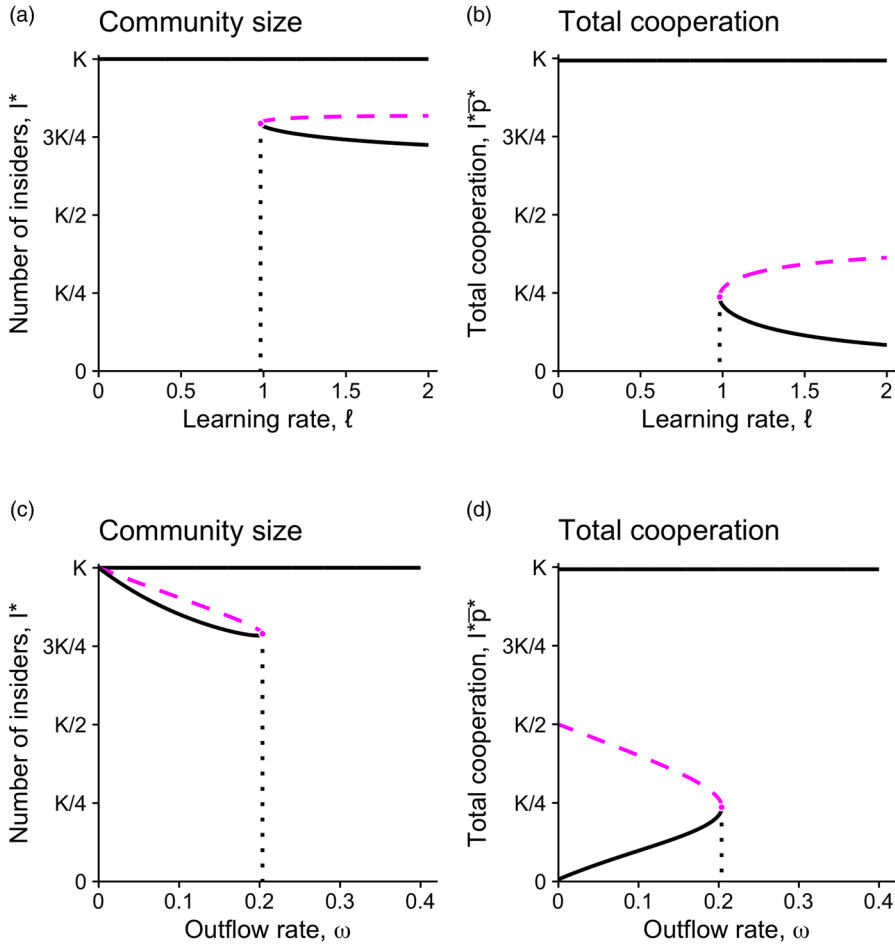 (a)
Community size
Number of insiders, I*
K
3K/4
K/2
K/4
0
0 0.5 1 1.5 2
Learning rate, ℓ
(b)
Total cooperation
Total cooperation, I*p̅*
K
3K/4
K/2
K/4
0
0 0.5 1 1.5 2
Learning rate, ℓ
(c)
Community size
Number of insiders, I*
K
3K/4
K/2
K/4
0
0 0.1 0.2 0.3 0.4
Outflow rate, ω
(d)
Total cooperation
Total cooperation, I*p̅*
K
3K/4
K/2
K/4
0
0 0.1 0.2 0.3 0.4
Outflow rate, ω